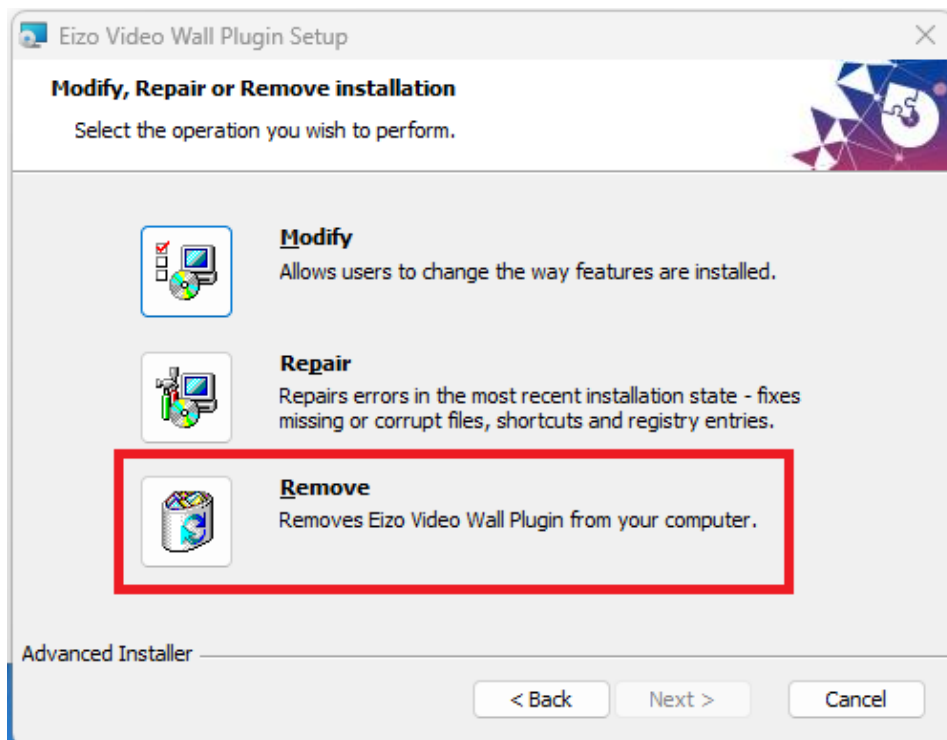 Eizo Video Wall Plugin Setup
Modify, Repair or Remove installation
Select the operation you wish to perform.
Modify
Allows users to change the way features are installed.
Repair
Repairs errors in the most recent installation state - fixes
missing or corrupt files, shortcuts and registry entries.
Remove
Removes Eizo Video Wall Plugin from your computer.
Advanced Installer
< Back
Next >
Cancel